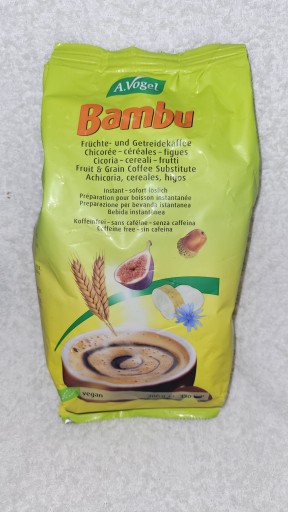 A.Vogel
Bambu
Früchte- und Getreidekaffee
Chicorée – céréales – figues
Cicoria – cereali – frutti
Fruit & Grain Coffee Substitute
Achicoria, cereales, higos
Instant – sofort löslich
Préparation pour boisson instantanée
Preparazione per bevanda istantanea
Bebida instantánea
Koffeinfrei – sans caféine – senza caffeina
Caffeine free – sin cafeína
vegan